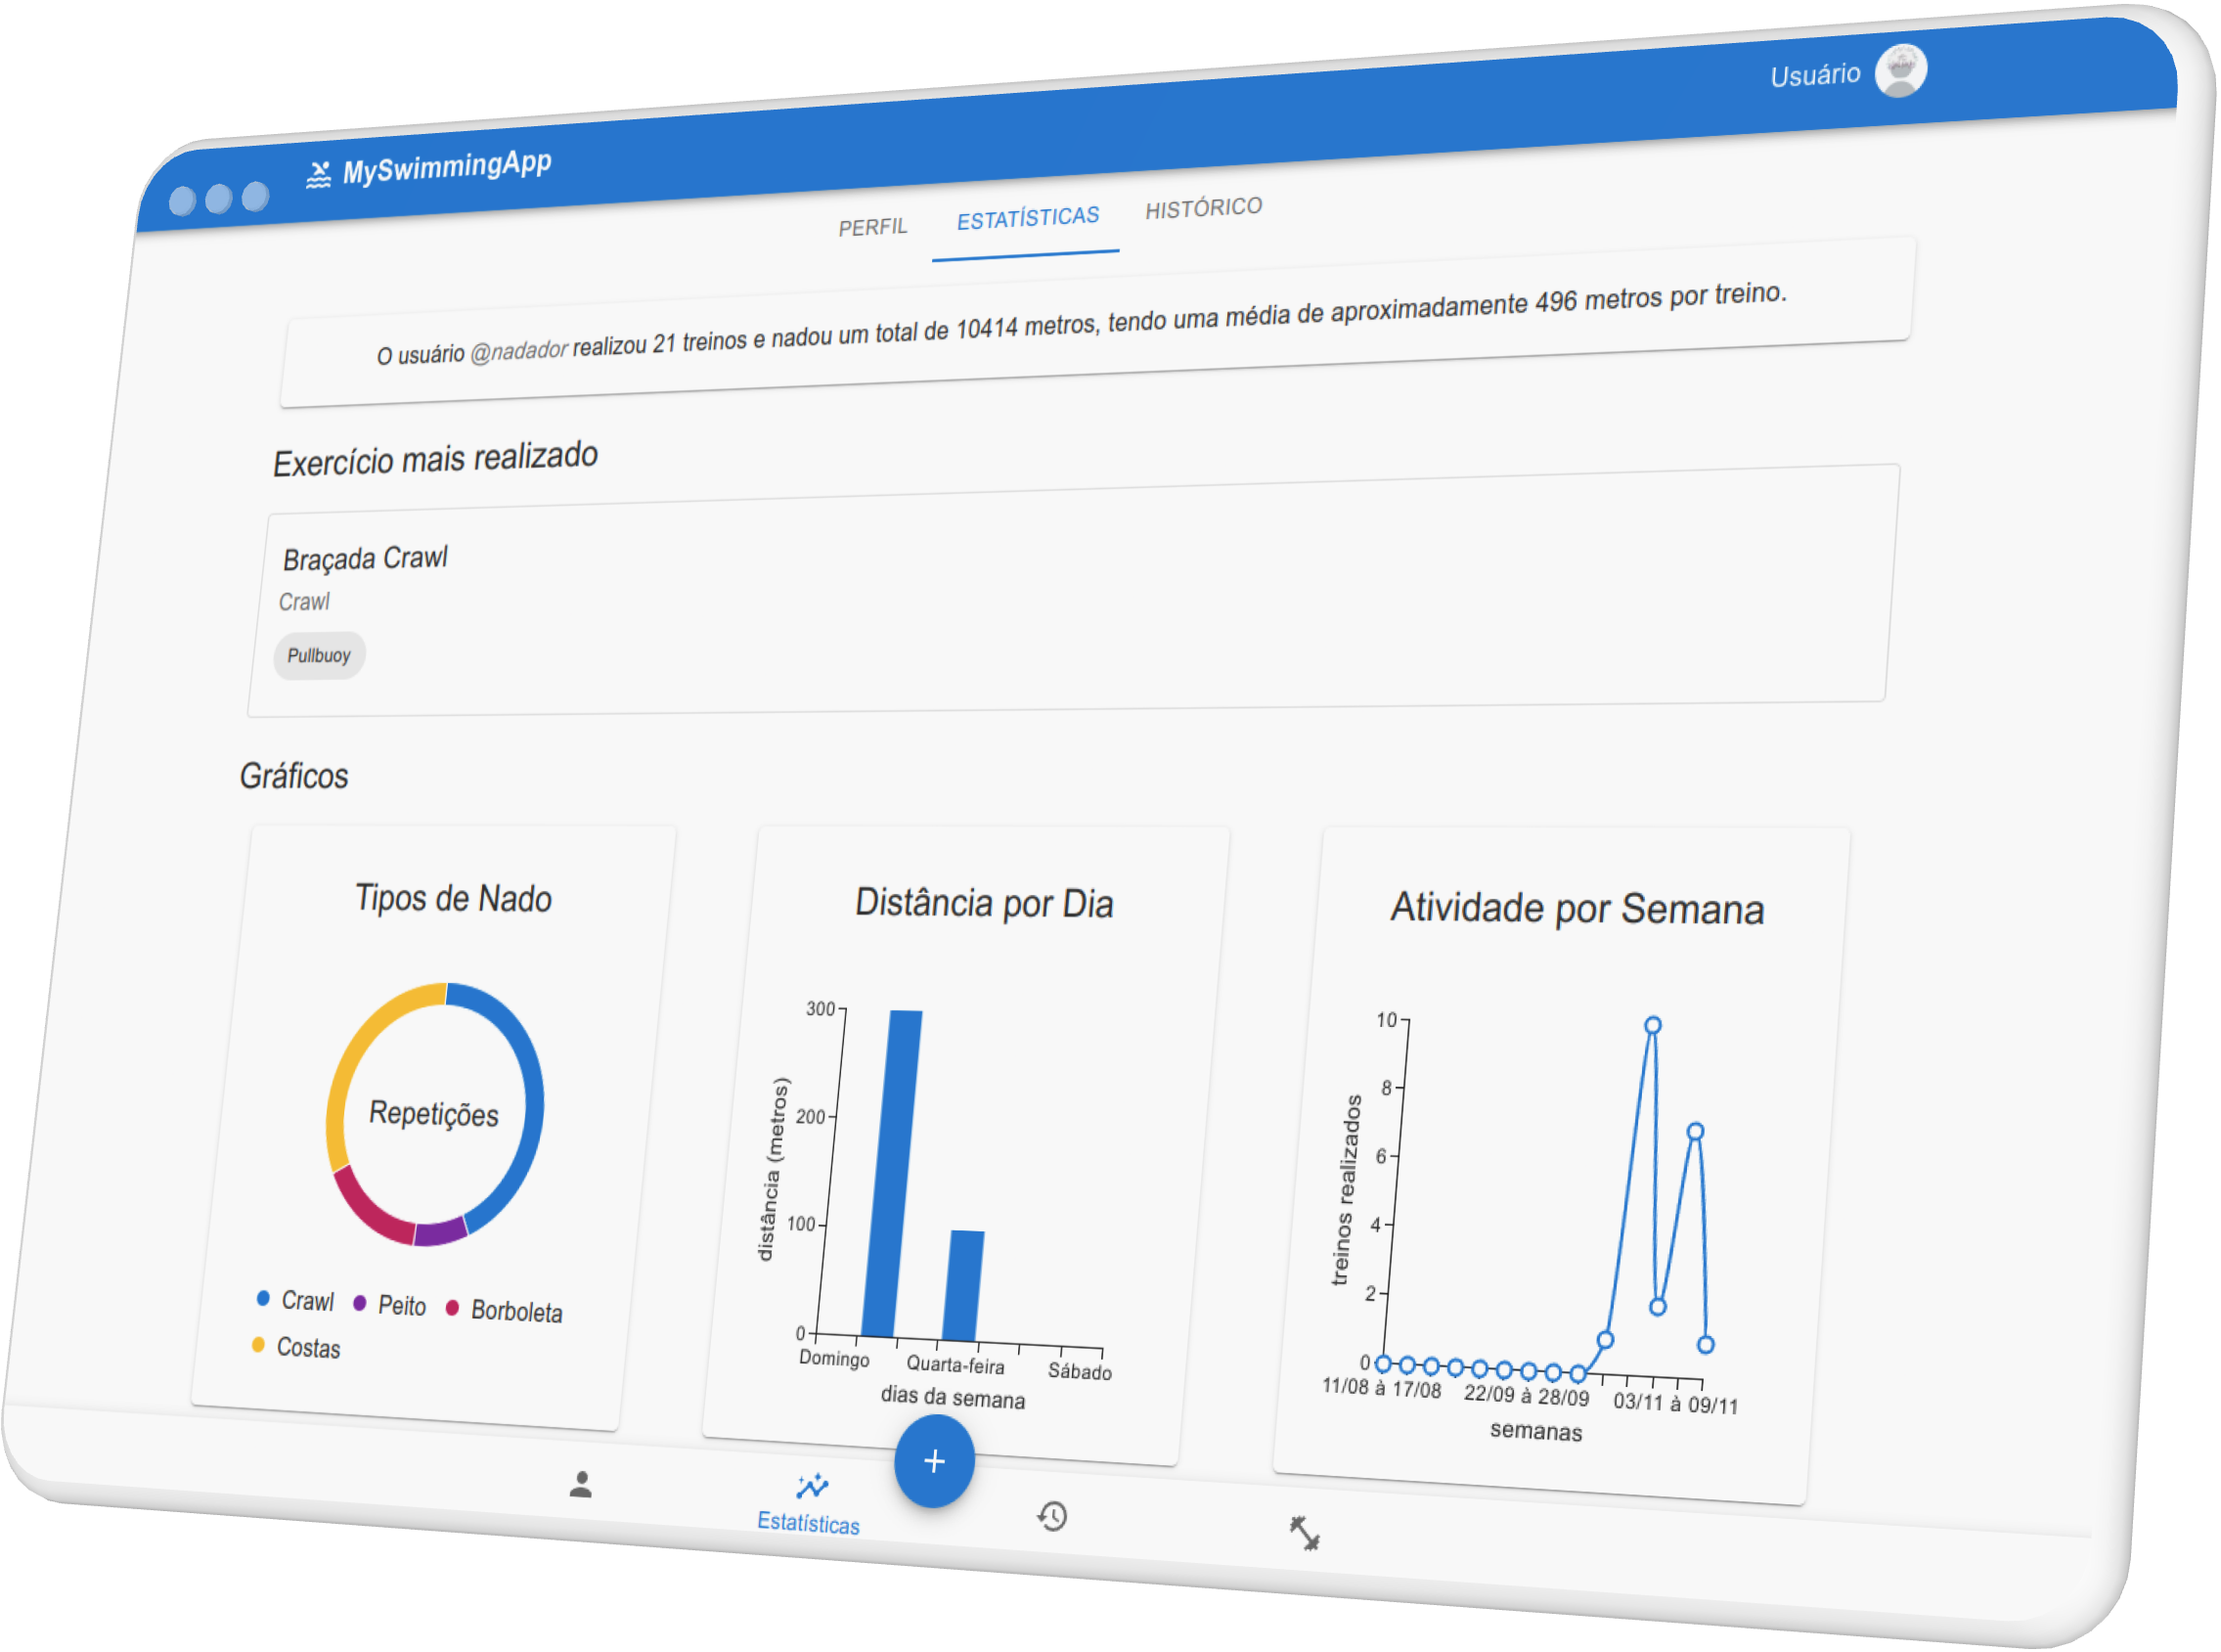 MySwimmingApp
Usuário
PERFIL
ESTATÍSTICAS
HISTÓRICO
O usuário @nadador realizou 21 treinos e nadou um total de 10414 metros, tendo uma média de aproximadamente 496 metros por treino.
Exercício mais realizado
Braçada Crawl
Crawl
Pullbuoy
Gráficos
Tipos de Nado
Repetições
Crawl
Peito
Borboleta
Costas
Distância por Dia
300
200
100
0
distância (metros)
Domingo
Quarta-feira
Sábado
dias da semana
Atividade por Semana
10
8
6
4
2
0
treinos realizados
11/08 à 17/08
22/09 à 28/09
03/11 à 09/11
semanas
+
Estatísticas